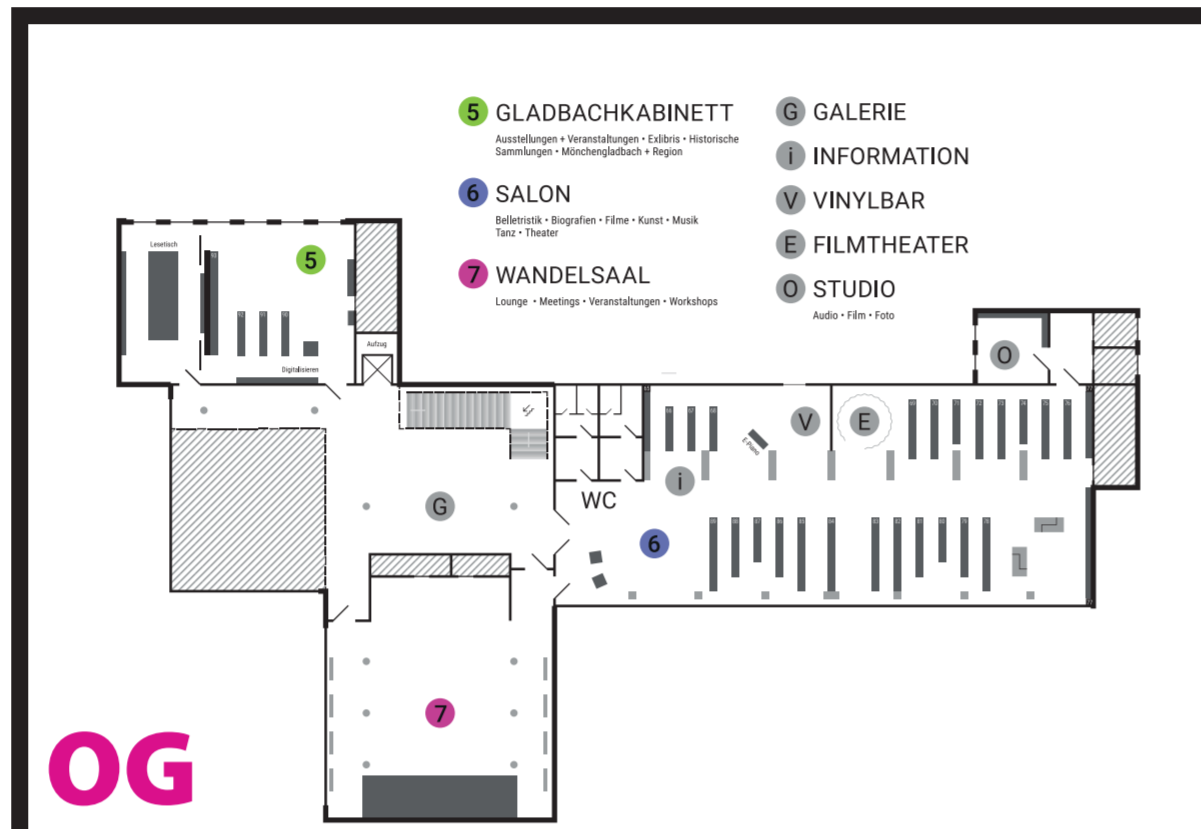 5 GLADBACHKABINETT
Ausstellungen + Veranstaltungen • Exlibris • Historische
Sammlungen • Mönchengladbach + Region
6 SALON
Belletristik • Biografien • Filme • Kunst • Musik
Tanz • Theater
7 WANDELSAAL
Lounge • Meetings • Veranstaltungen • Workshops
G GALERIE
i INFORMATION
V VINYLBAR
E FILMTHEATER
O STUDIO
Audio • Film • Foto
Lesetisch
5
Aufzug
Digitalisieren
O
V
E
E-Piano
i
G
WC
6
7
OG